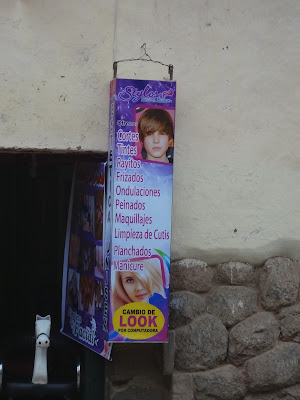 Cortes
Tintes
Rayitos
Frizados
Ondulaciones
Peinados
Maquillajes
Limpieza de Cutis
Planchados
Manicure
CAMBIO de
LOOK
POR COMPUTADORA